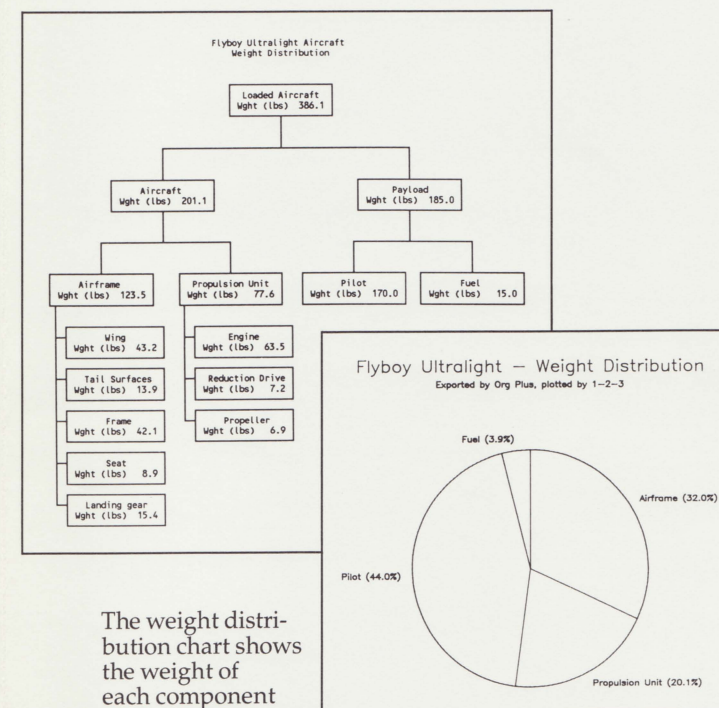 Flyboy Ultralight Aircraft
Weight Distribution
Loaded Aircraft
Wght (lbs) 386.1
Aircraft
Wght (lbs) 201.1
Payload
Wght (lbs) 185.0
Airframe
Wght (lbs) 123.5
Propulsion Unit
Wght (lbs) 77.6
Pilot
Wght (lbs) 170.0
Fuel
Wght (lbs) 15.0
Wing
Wght (lbs) 43.2
Tail Surfaces
Wght (lbs) 13.9
Frame
Wght (lbs) 42.1
Seat
Wght (lbs) 8.9
Landing gear
Wght (lbs) 15.4
Engine
Wght (lbs) 63.5
Reduction Drive
Wght (lbs) 7.2
Propeller
Wght (lbs) 6.9
Flyboy Ultralight — Weight Distribution
Exported by Org Plus, plotted by 1—2—3
Fuel (3.9%)
Airframe (32.0%)
Pilot (44.0%)
Propulsion Unit (20.1%)
The weight distri-
bution chart shows
the weight of
each component